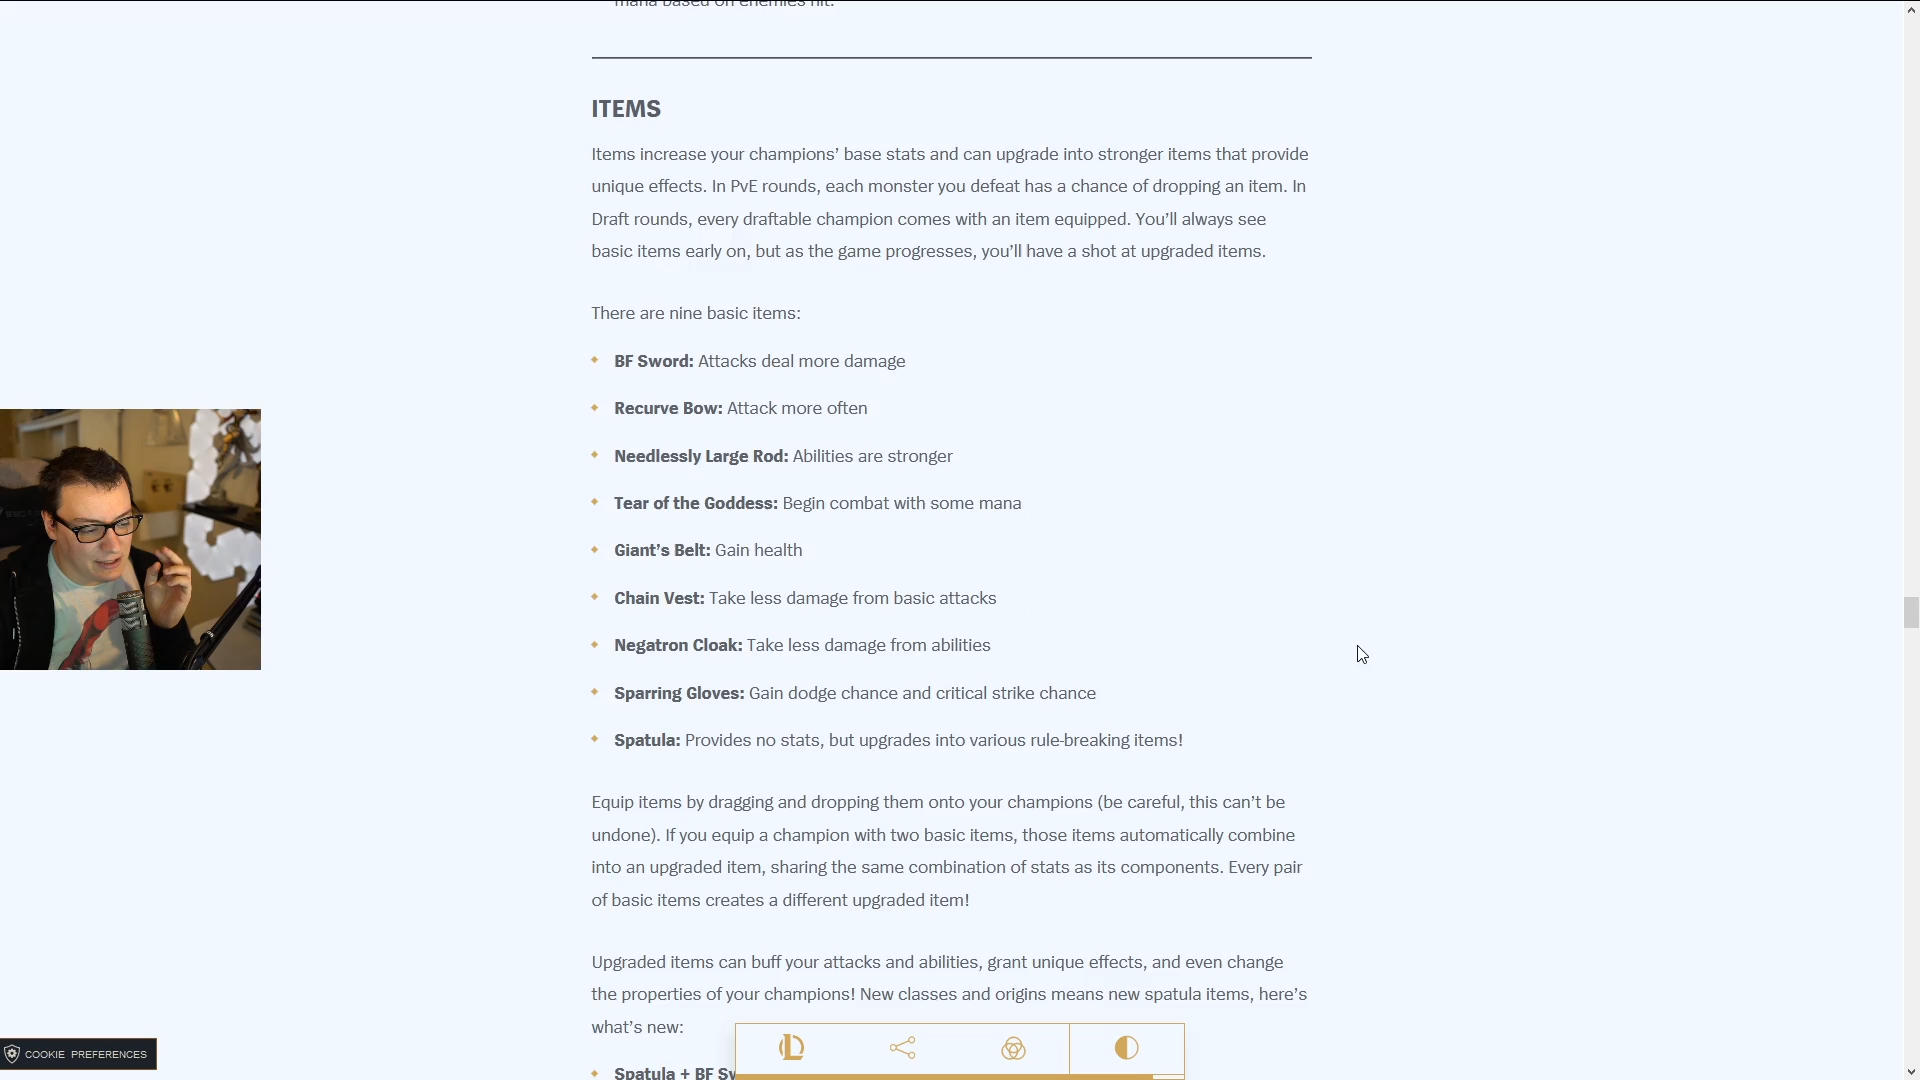 mana based on enemies hit.
ITEMS
Items increase your champions’ base stats and can upgrade into stronger items that provide
unique effects. In PvE rounds, each monster you defeat has a chance of dropping an item. In
Draft rounds, every draftable champion comes with an item equipped. You’ll always see
basic items early on, but as the game progresses, you’ll have a shot at upgraded items.
There are nine basic items:
BF Sword: Attacks deal more damage
Recurve Bow: Attack more often
Needlessly Large Rod: Abilities are stronger
Tear of the Goddess: Begin combat with some mana
Giant’s Belt: Gain health
Chain Vest: Take less damage from basic attacks
Negatron Cloak: Take less damage from abilities
Sparring Gloves: Gain dodge chance and critical strike chance
Spatula: Provides no stats, but upgrades into various rule-breaking items!
Equip items by dragging and dropping them onto your champions (be careful, this can’t be
undone). If you equip a champion with two basic items, those items automatically combine
into an upgraded item, sharing the same combination of stats as its components. Every pair
of basic items creates a different upgraded item!
Upgraded items can buff your attacks and abilities, grant unique effects, and even change
the properties of your champions! New classes and origins means new spatula items, here’s
what’s new:
Spatula + BF
COOKIE PREFERENCES